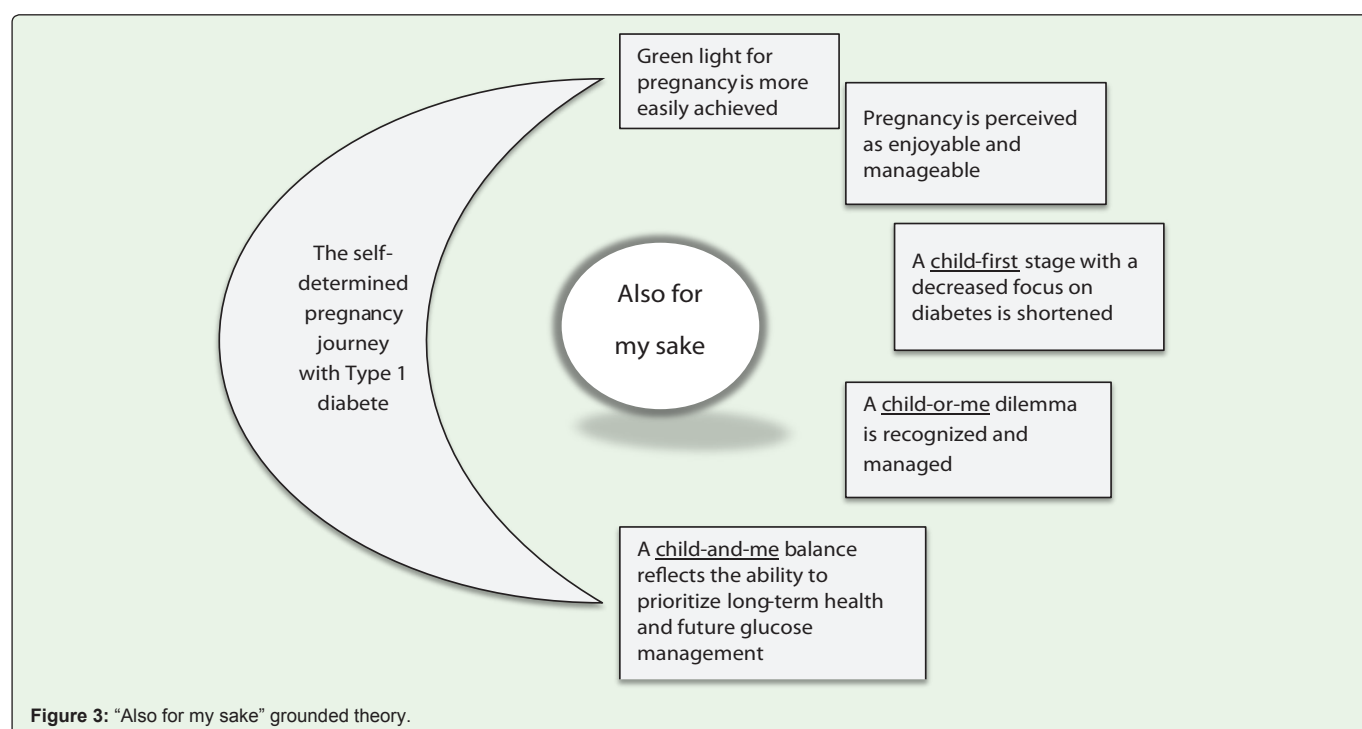 Green light for
pregnancy is more
easily achieved
Pregnancy is perceived
as enjoyable and
manageable
The self-
determined
pregnancy
journey
with Type 1
diabete
Also for
my sake
A child-first stage with a
decreased focus on
diabetes is shortened
A child-or-me dilemma
is recognized and
managed
A child-and-me balance
reflects the ability to
prioritize long-term health
and future glucose
management
Figure 3: “Also for my sake” grounded theory.